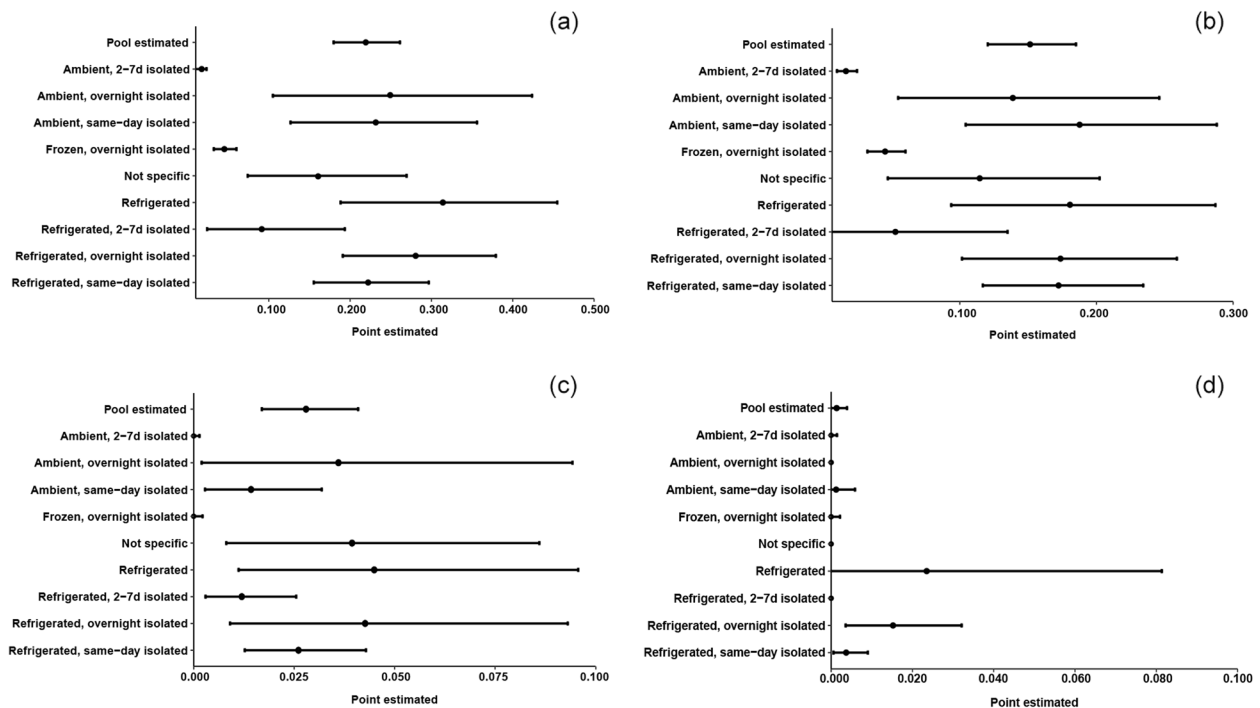 (a)
Pool estimated
Ambient, 2−7d isolated
Ambient, overnight isolated
Ambient, same−day isolated
Frozen, overnight isolated
Not specific
Refrigerated
Refrigerated, 2−7d isolated
Refrigerated, overnight isolated
Refrigerated, same−day isolated
0.100 0.200 0.300 0.400 0.500
Point estimated
(b)
Pool estimated
Ambient, 2−7d isolated
Ambient, overnight isolated
Ambient, same−day isolated
Frozen, overnight isolated
Not specific
Refrigerated
Refrigerated, 2−7d isolated
Refrigerated, overnight isolated
Refrigerated, same−day isolated
0.100 0.200 0.300
Point estimated
(c)
Pool estimated
Ambient, 2−7d isolated
Ambient, overnight isolated
Ambient, same−day isolated
Frozen, overnight isolated
Not specific
Refrigerated
Refrigerated, 2−7d isolated
Refrigerated, overnight isolated
Refrigerated, same−day isolated
0.000 0.025 0.050 0.075 0.100
Point estimated
(d)
Pool estimated
Ambient, 2−7d isolated
Ambient, overnight isolated
Ambient, same−day isolated
Frozen, overnight isolated
Not specific
Refrigerated
Refrigerated, 2−7d isolated
Refrigerated, overnight isolated
Refrigerated, same−day isolated
0.000 0.020 0.040 0.060 0.080 0.100
Point estimated